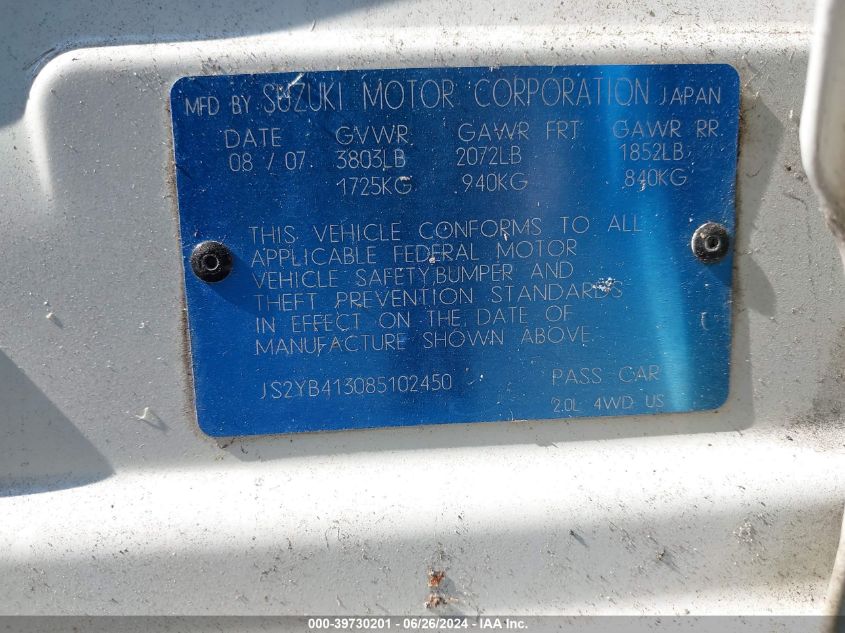 MFD BY SUZUKI MOTOR CORPORATION JAPAN
DATE GVWR GAWR FRT GAWR RR
08 / 07 3803LB 2072LB 1852LB
1725KG 940KG 840KG
THIS VEHICLE CONFORMS TO ALL
APPLICABLE FEDERAL MOTOR
VEHICLE SAFETY,BUMPER AND
THEFT PREVENTION STANDARDS
IN EFFECT ON THE DATE OF
MANUFACTURE SHOWN ABOVE.
JS2YB413085102450 PASS CAR
2.0L 4WD US
000-39730201 - 06/26/2024 - IAA Inc.